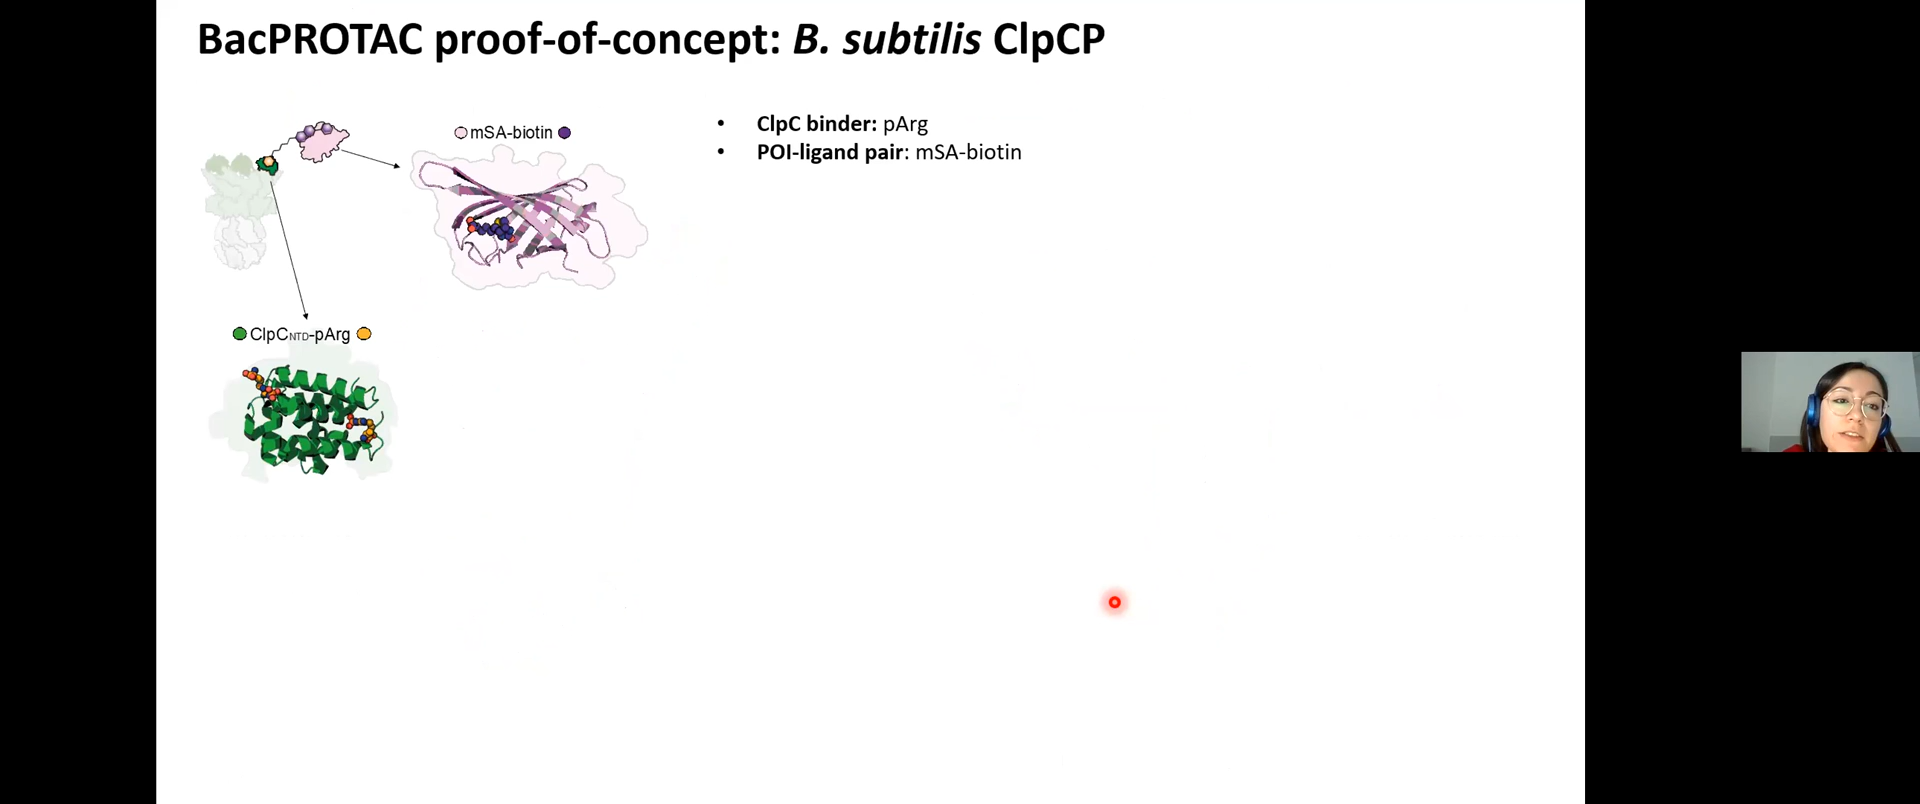 BacPROTAC proof-of-concept: B. subtilis ClpCP
mSA-biotin
• ClpC binder: pArg
• POI-ligand pair: mSA-biotin
ClpCNTD-pArg